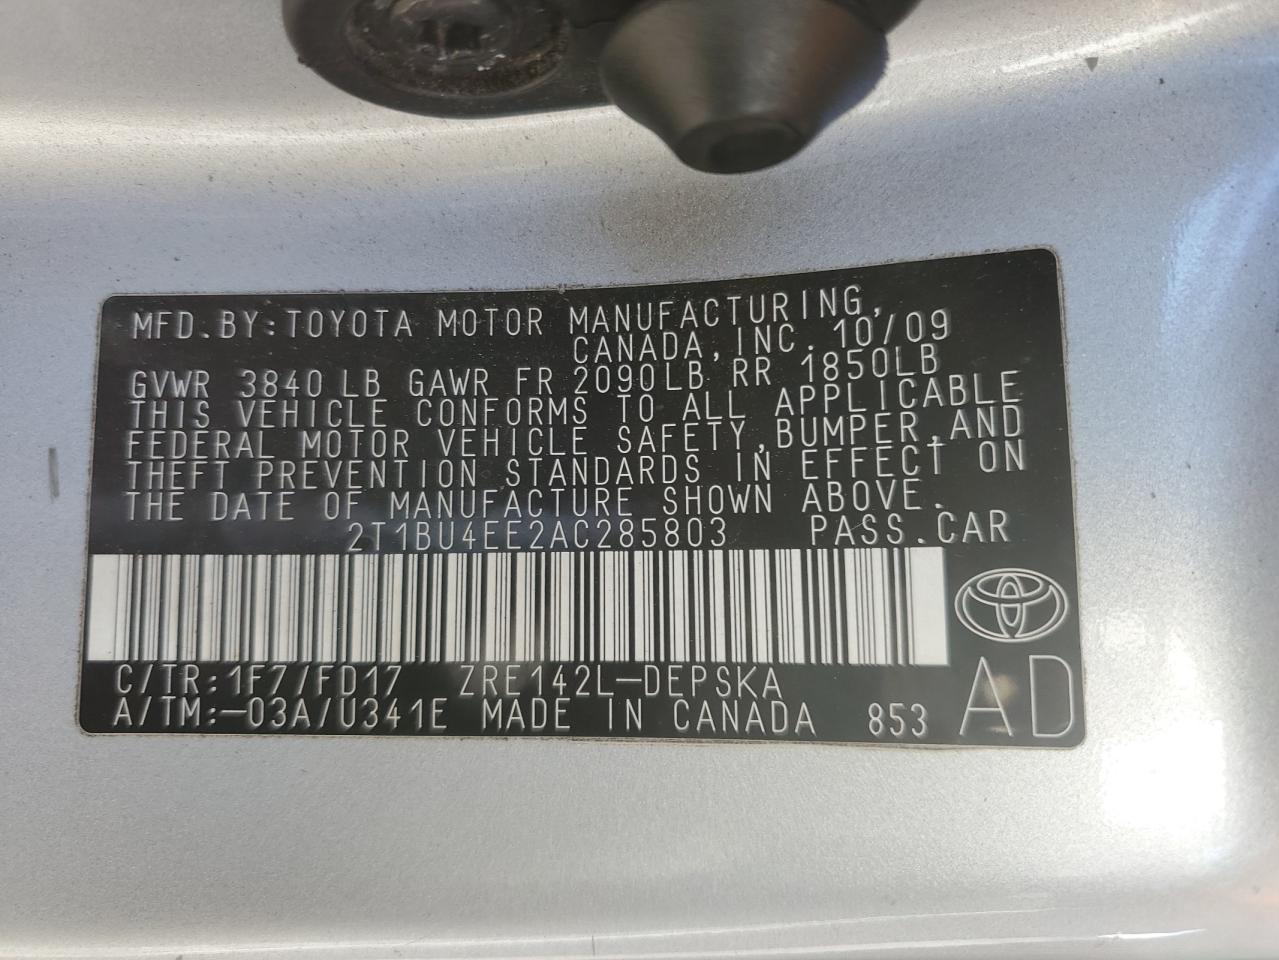 MFD.BY:TOYOTA MOTOR MANUFACTURING,
CANADA,INC. 10/09
GVWR 3840LB GAWR FR 2090LB RR 1850LB
THIS VEHICLE CONFORMS TO ALL APPLICABLE
FEDERAL MOTOR VEHICLE SAFETY,BUMPER,AND
THEFT PREVENTION STANDARDS IN EFFECT ON
THE DATE OF MANUFACTURE SHOWN ABOVE.
2T1BU4EE2AC285803 PASS.CAR
C/TR:1F7/FD17 ZRE142L-DEPSKA
A/TM:-03A/U341E MADE IN CANADA 853 AD